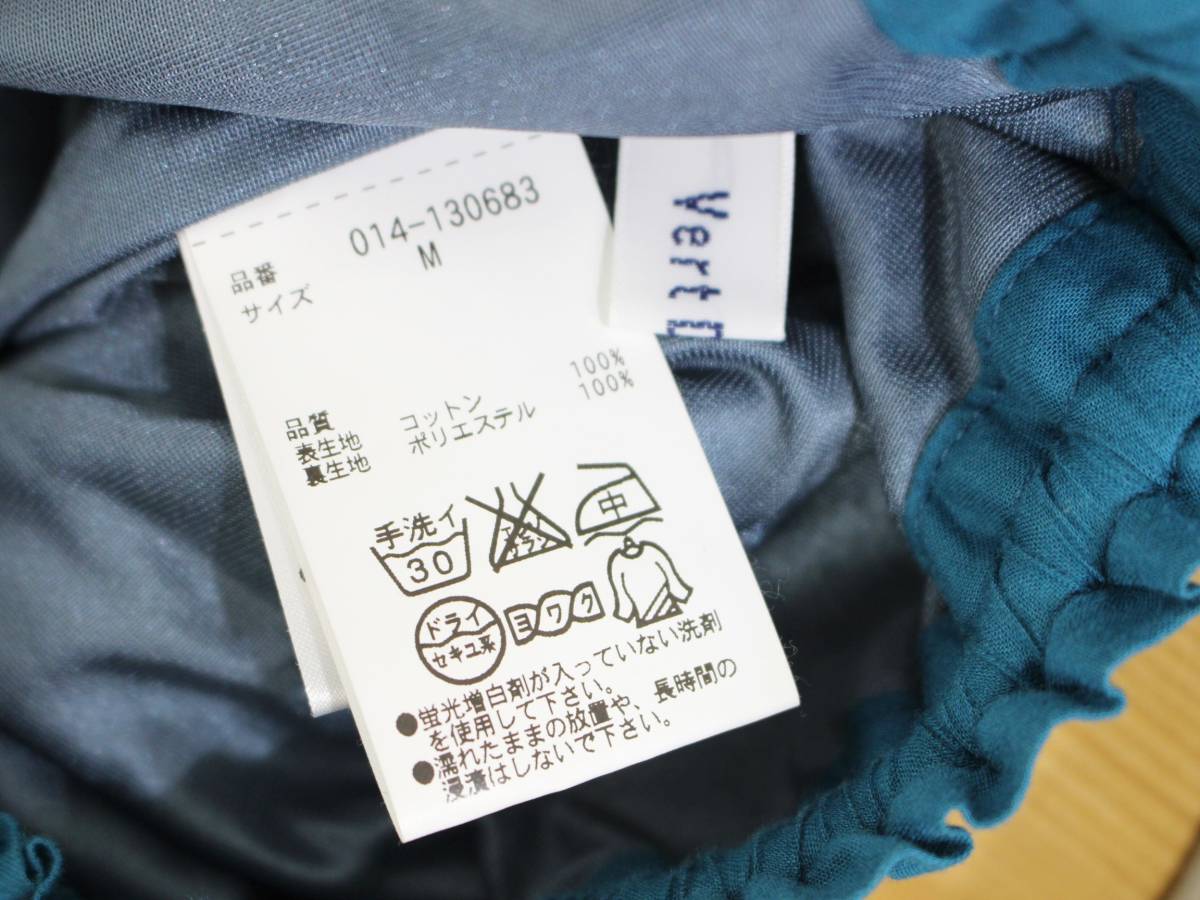 品番 014-130683
サイズ M
品質
表生地 コットン 100%
裏生地 ポリエステル 100%
手洗イ
30
中
ドライ
セキユ系
ヨワク
●蛍光増白剤が入っていない洗剤
を使用して下さい。
●濡れたままの放置や、長時間の
浸漬はしないで下さい。
Vert